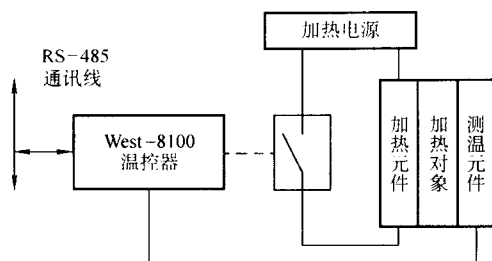 加热电源
RS-485
通讯线
West-8100
温控器
加热元件
加热对象
测温元件